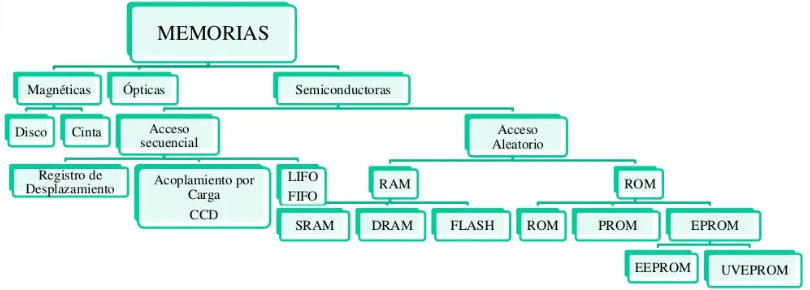 MEMORIAS
Magnéticas
Ópticas
Semiconductoras
Disco
Cinta
Acceso
secuencial
Acceso
Aleatorio
Registro de
Desplazamiento
Acoplamiento por
Carga
CCD
LIFO
FIFO
RAM
ROM
SRAM
DRAM
FLASH
ROM
PROM
EPROM
EEPROM
UVEPROM